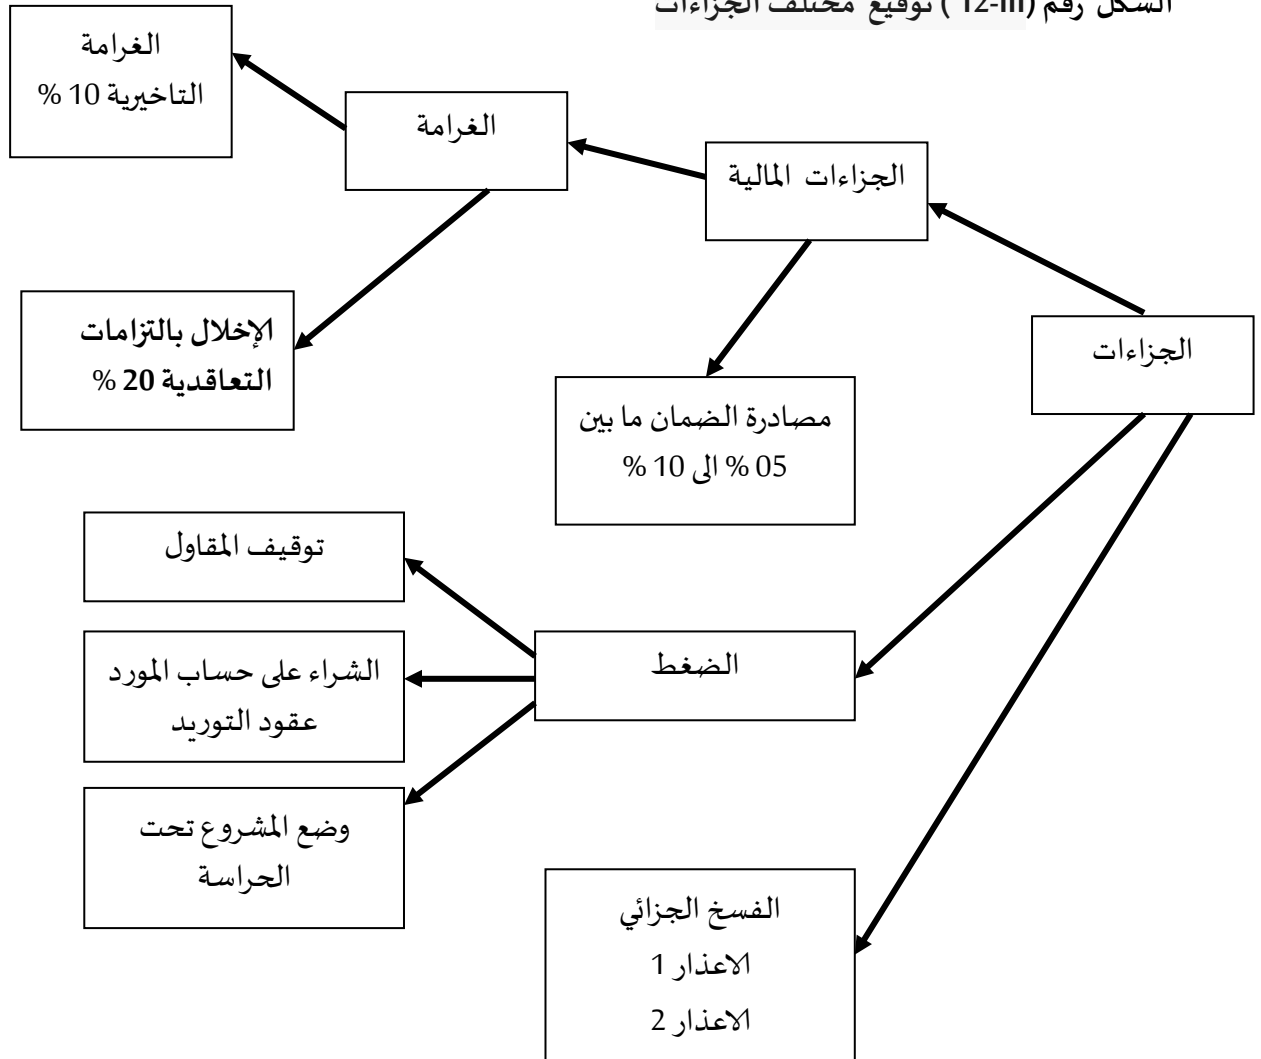 الشكل رقم (III-12 ) توقيع مختلف الجزاءات
الغرامة
التاخيرية 10 %
الغرامة
الجزاءات المالية
الجزاءات
الإخلال بالتزامات
التعاقدية 20 %
مصادرة الضمان ما بين
05 % الى 10 %
توقيف المقاول
الضغط
الشراء على حساب المورد
عقود التوريد
وضع المشروع تحت
الحراسة
الفسخ الجزائي
الاعذار 1
الاعذار 2